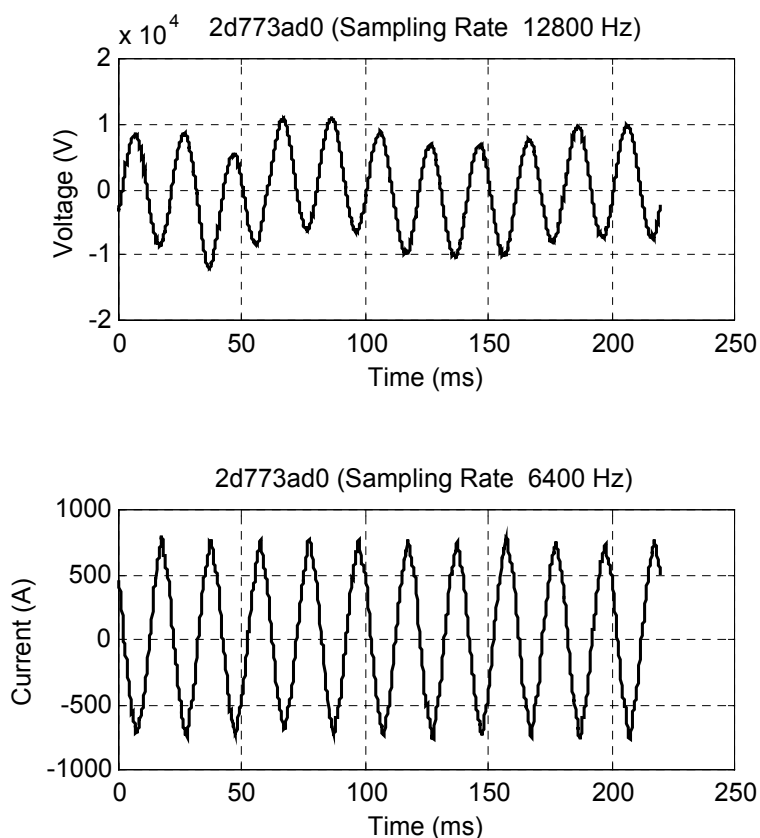 2d773ad0 (Sampling Rate 12800 Hz)
x 10^4
2
1
0
-1
-2
Voltage (V)
0 50 100 150 200 250
Time (ms)
2d773ad0 (Sampling Rate 6400 Hz)
1000
500
0
-500
-1000
Current (A)
0 50 100 150 200 250
Time (ms)